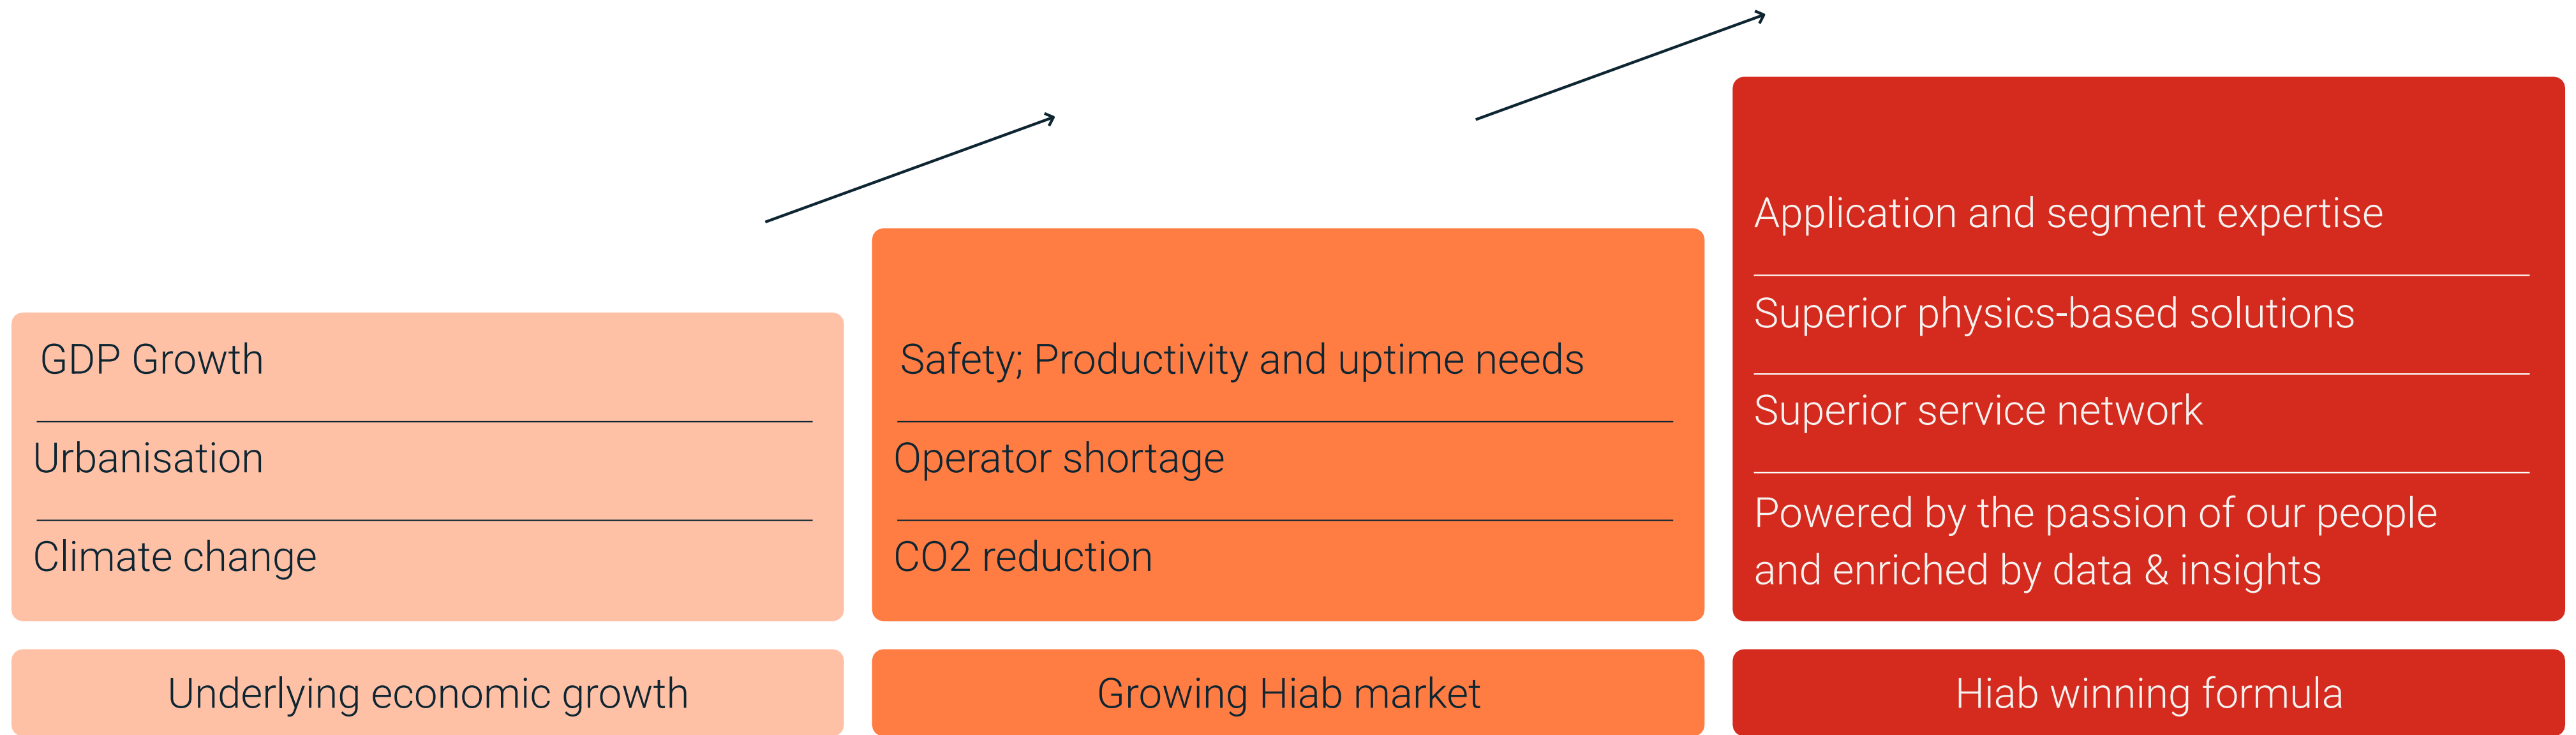 GDP Growth
Urbanisation
Climate change
Underlying economic growth
Safety; Productivity and uptime needs
Operator shortage
CO2 reduction
Growing Hiab market
Application and segment expertise
Superior physics-based solutions
Superior service network
Powered by the passion of our people
and enriched by data & insights
Hiab winning formula